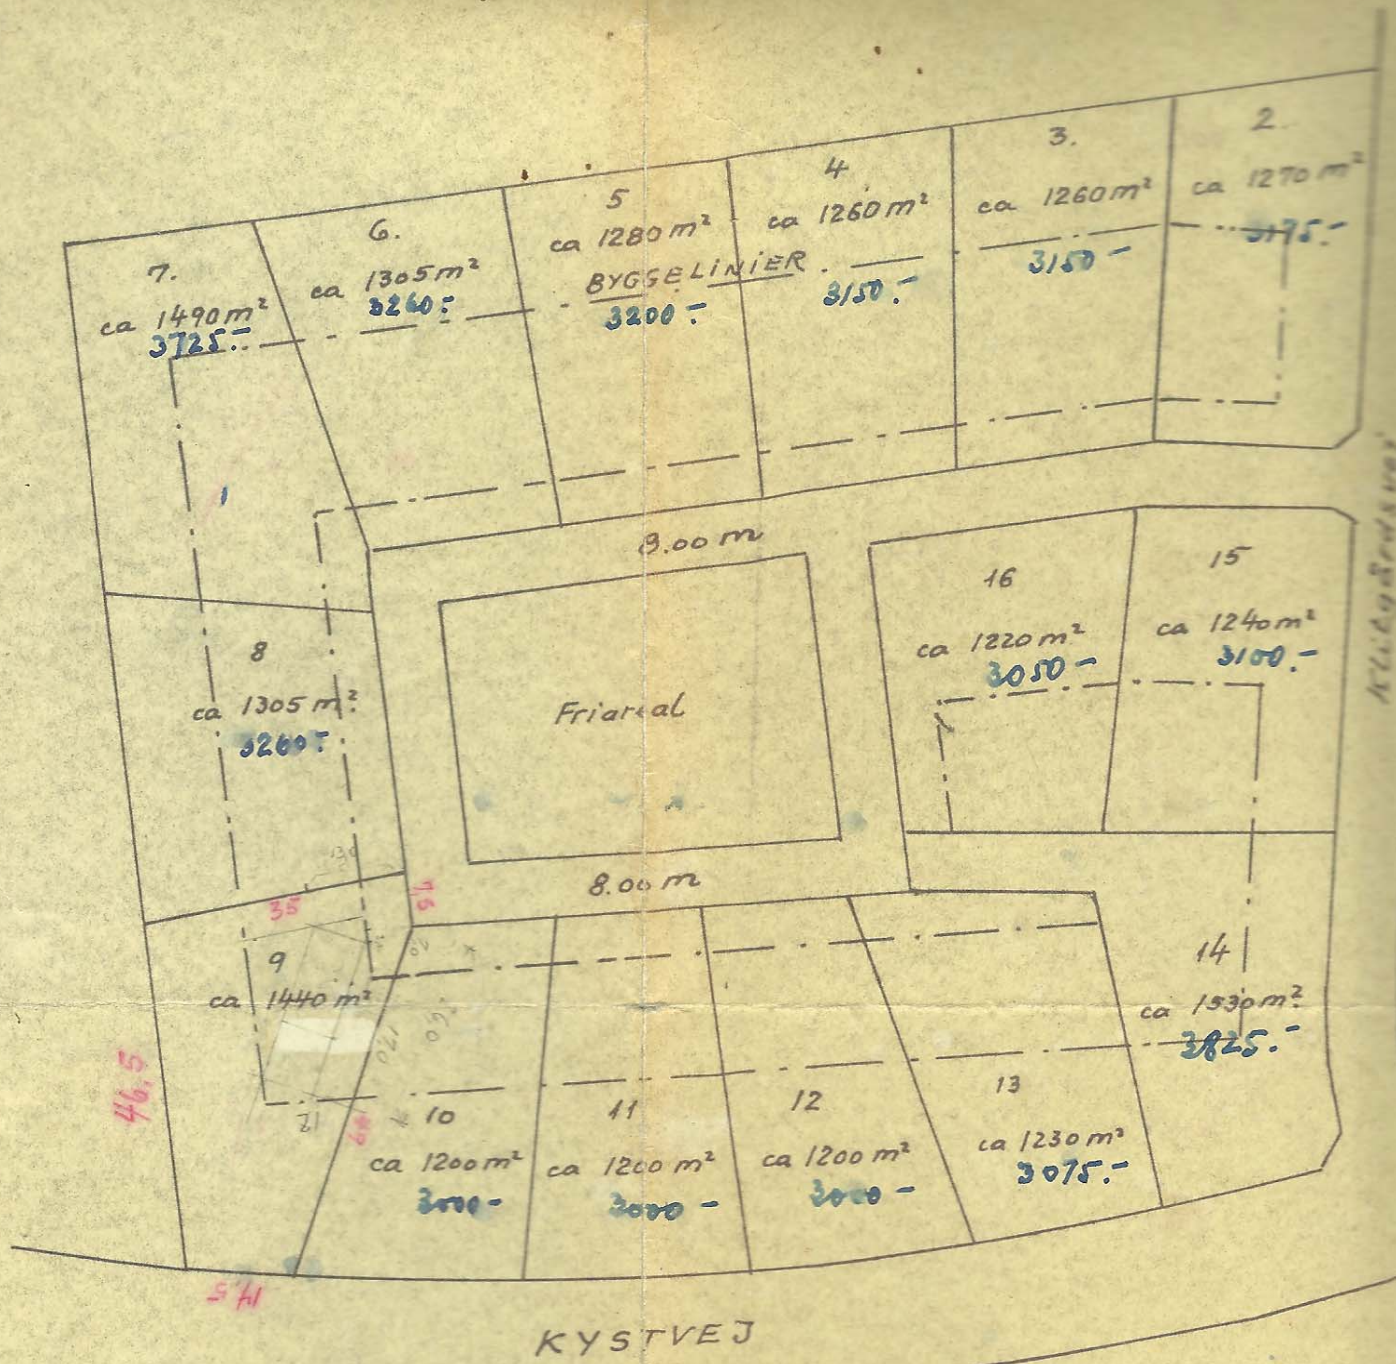 2.
ca 1270 m²
3175.-
3.
ca 1260 m²
3150 -
4
ca 1260 m²
3150.-
5
ca 1280 m²
BYGGELINIER
3200.-
6.
ca 1305 m²
3260.-
7.
ca 1490 m²
3725.-
8.00 m
16
ca 1220 m²
3050 -
15
ca 1240 m²
3100.-
8
ca 1305 m²
3260.-
Friareal
8.00 m
35
7,5
9
ca 1440 m²
46,5
14,5
14
ca 1530 m²
3825.-
10
ca 1200 m²
3000 -
11
ca 1200 m²
3000 -
12
ca 1200 m²
3000 -
13
ca 1230 m²
3075.-
KYSTVEJ